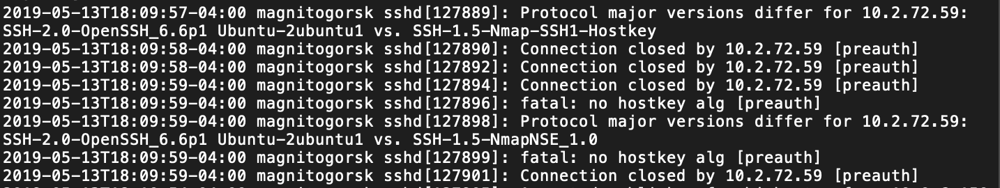 2019-05-13T18:09:57-04:00 magnitogorsk sshd[127889]: Protocol major versions differ for 10.2.72.59:
SSH-2.0-OpenSSH_6.6p1 Ubuntu-2ubuntu1 vs. SSH-1.5-Nmap-SSH1-Hostkey
2019-05-13T18:09:58-04:00 magnitogorsk sshd[127890]: Connection closed by 10.2.72.59 [preauth]
2019-05-13T18:09:58-04:00 magnitogorsk sshd[127892]: Connection closed by 10.2.72.59 [preauth]
2019-05-13T18:09:59-04:00 magnitogorsk sshd[127894]: Connection closed by 10.2.72.59 [preauth]
2019-05-13T18:09:59-04:00 magnitogorsk sshd[127896]: fatal: no hostkey alg [preauth]
2019-05-13T18:09:59-04:00 magnitogorsk sshd[127898]: Protocol major versions differ for 10.2.72.59:
SSH-2.0-OpenSSH_6.6p1 Ubuntu-2ubuntu1 vs. SSH-1.5-NmapNSE_1.0
2019-05-13T18:09:59-04:00 magnitogorsk sshd[127899]: fatal: no hostkey alg [preauth]
2019-05-13T18:09:59-04:00 magnitogorsk sshd[127901]: Connection closed by 10.2.72.59 [preauth]